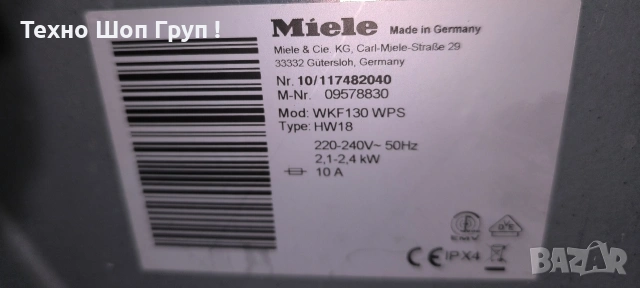 Техно Шоп Груп !
Miele Made in Germany
Miele & Cie. KG, Carl-Miele-Straße 29
33332 Gütersloh, Germany
Nr. 10/117482040
M-Nr. 09578830
Mod: WKF130 WPS
Type: HW18
220-240V~ 50Hz
2,1-2,4 kW
10 A
EMV
CE IPX4
BAZAR